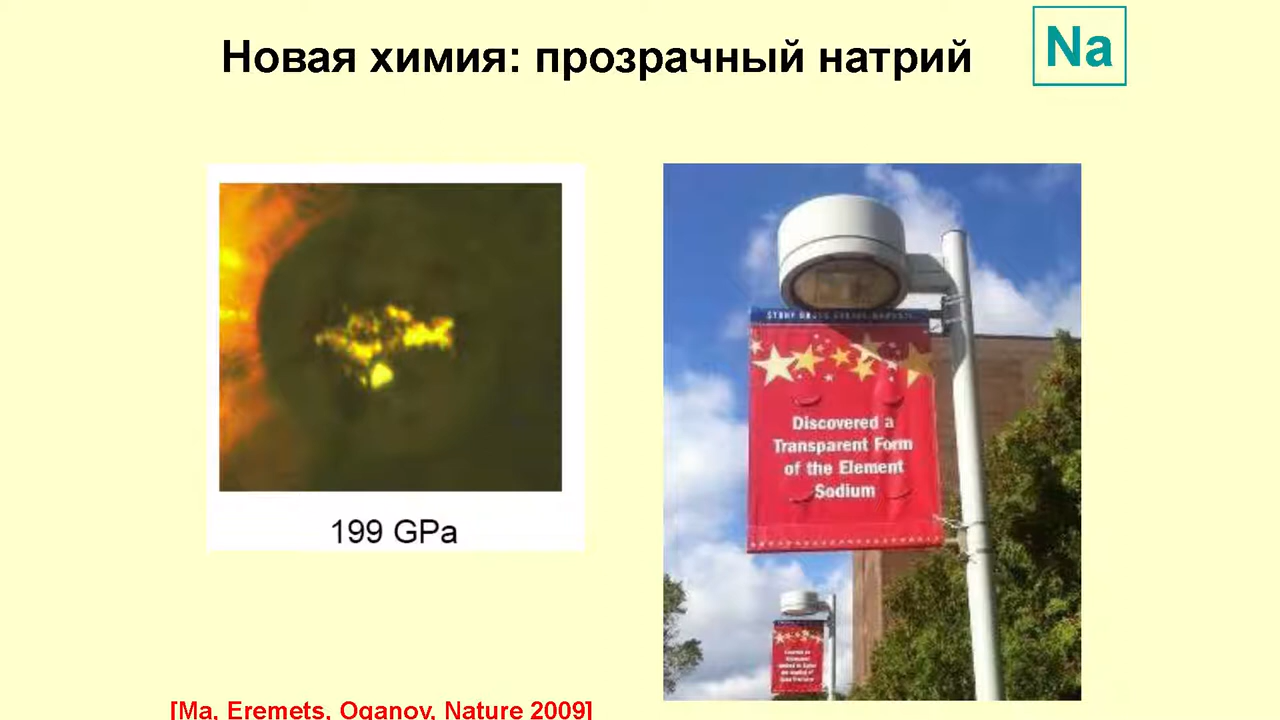 Новая химия: прозрачный натрий
Na
199 GPa
Discovered a
Transparent Form
of the Element
Sodium
[Ma, Eremets, Oganov, Nature 2009]